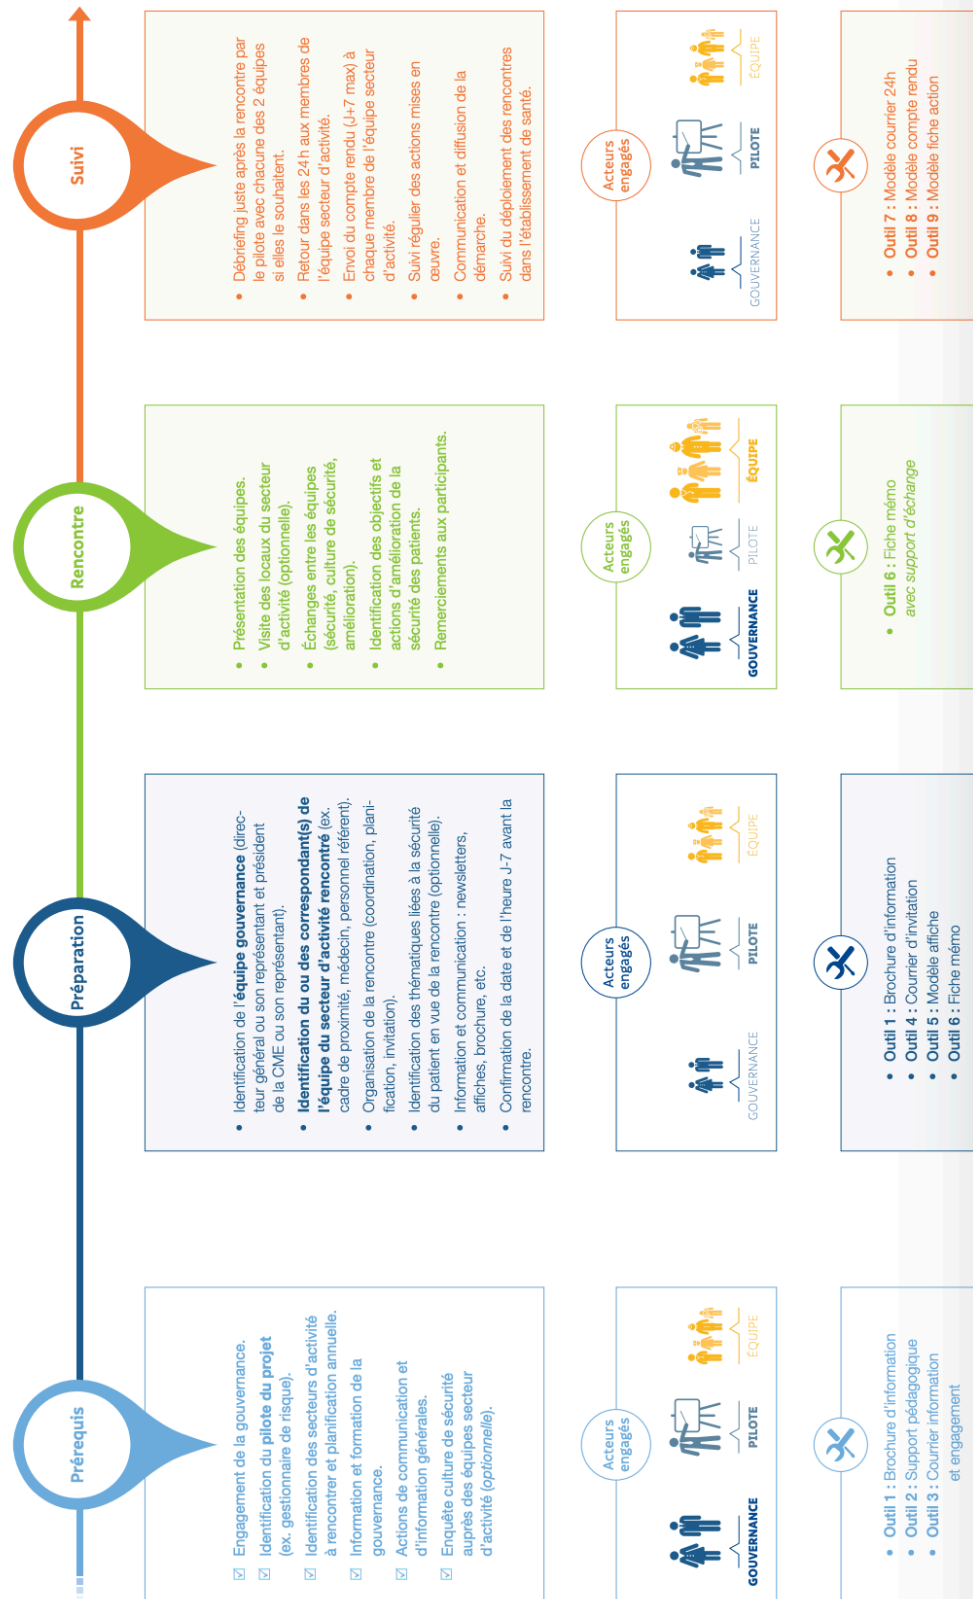 Prérequis
☑ Engagement de la gouvernance.
☑ Identification du pilote du projet
(ex. gestionnaire de risque).
☑ Identification des secteurs d'activité
à rencontrer et planification annuelle.
☑ Information et formation de la
gouvernance.
☑ Actions de communication et
d'information générales.
☑ Enquête culture de sécurité
auprès des équipes secteur
d'activité (optionnelle).
Acteurs
engagés
GOUVERNANCE
PILOTE
ÉQUIPE
• Outil 1 : Brochure d'information
• Outil 2 : Support pédagogique
• Outil 3 : Courrier information
et engagement
Préparation
• Identification de l'équipe gouvernance (direc-
teur général ou son représentant et président
de la CME ou son représentant).
• Identification du ou des correspondant(s) de
l'équipe du secteur d'activité rencontré (ex.
cadre de proximité, médecin, personnel référent).
• Organisation de la rencontre (coordination, plani-
fication, invitation).
• Identification des thématiques liées à la sécurité
du patient en vue de la rencontre (optionnelle).
• Information et communication : newsletters,
affiches, brochure, etc.
• Confirmation de la date et de l'heure J-7 avant la
rencontre.
Acteurs
engagés
GOUVERNANCE
PILOTE
ÉQUIPE
• Outil 1 : Brochure d'information
• Outil 4 : Courrier d'invitation
• Outil 5 : Modèle affiche
• Outil 6 : Fiche mémo
Rencontre
• Présentation des équipes.
• Visite des locaux du secteur
d'activité (optionnelle).
• Échanges entre les équipes
(sécurité, culture de sécurité,
amélioration).
• Identification des objectifs et
actions d'amélioration de la
sécurité des patients.
• Remerciements aux participants.
Acteurs
engagés
GOUVERNANCE
PILOTE
ÉQUIPE
• Outil 6 : Fiche mémo
avec support d'échange
Suivi
• Débriefing juste après la rencontre par
le pilote avec chacune des 2 équipes
si elles le souhaitent.
• Retour dans les 24h aux membres de
l'équipe secteur d'activité.
• Envoi du compte rendu (J+7 max) à
chaque membre de l'équipe secteur
d'activité.
• Suivi régulier des actions mises en
œuvre.
• Communication et diffusion de la
démarche.
• Suivi du déploiement des rencontres
dans l'établissement de santé.
Acteurs
engagés
GOUVERNANCE
PILOTE
ÉQUIPE
• Outil 7 : Modèle courrier 24h
• Outil 8 : Modèle compte rendu
• Outil 9 : Modèle fiche action